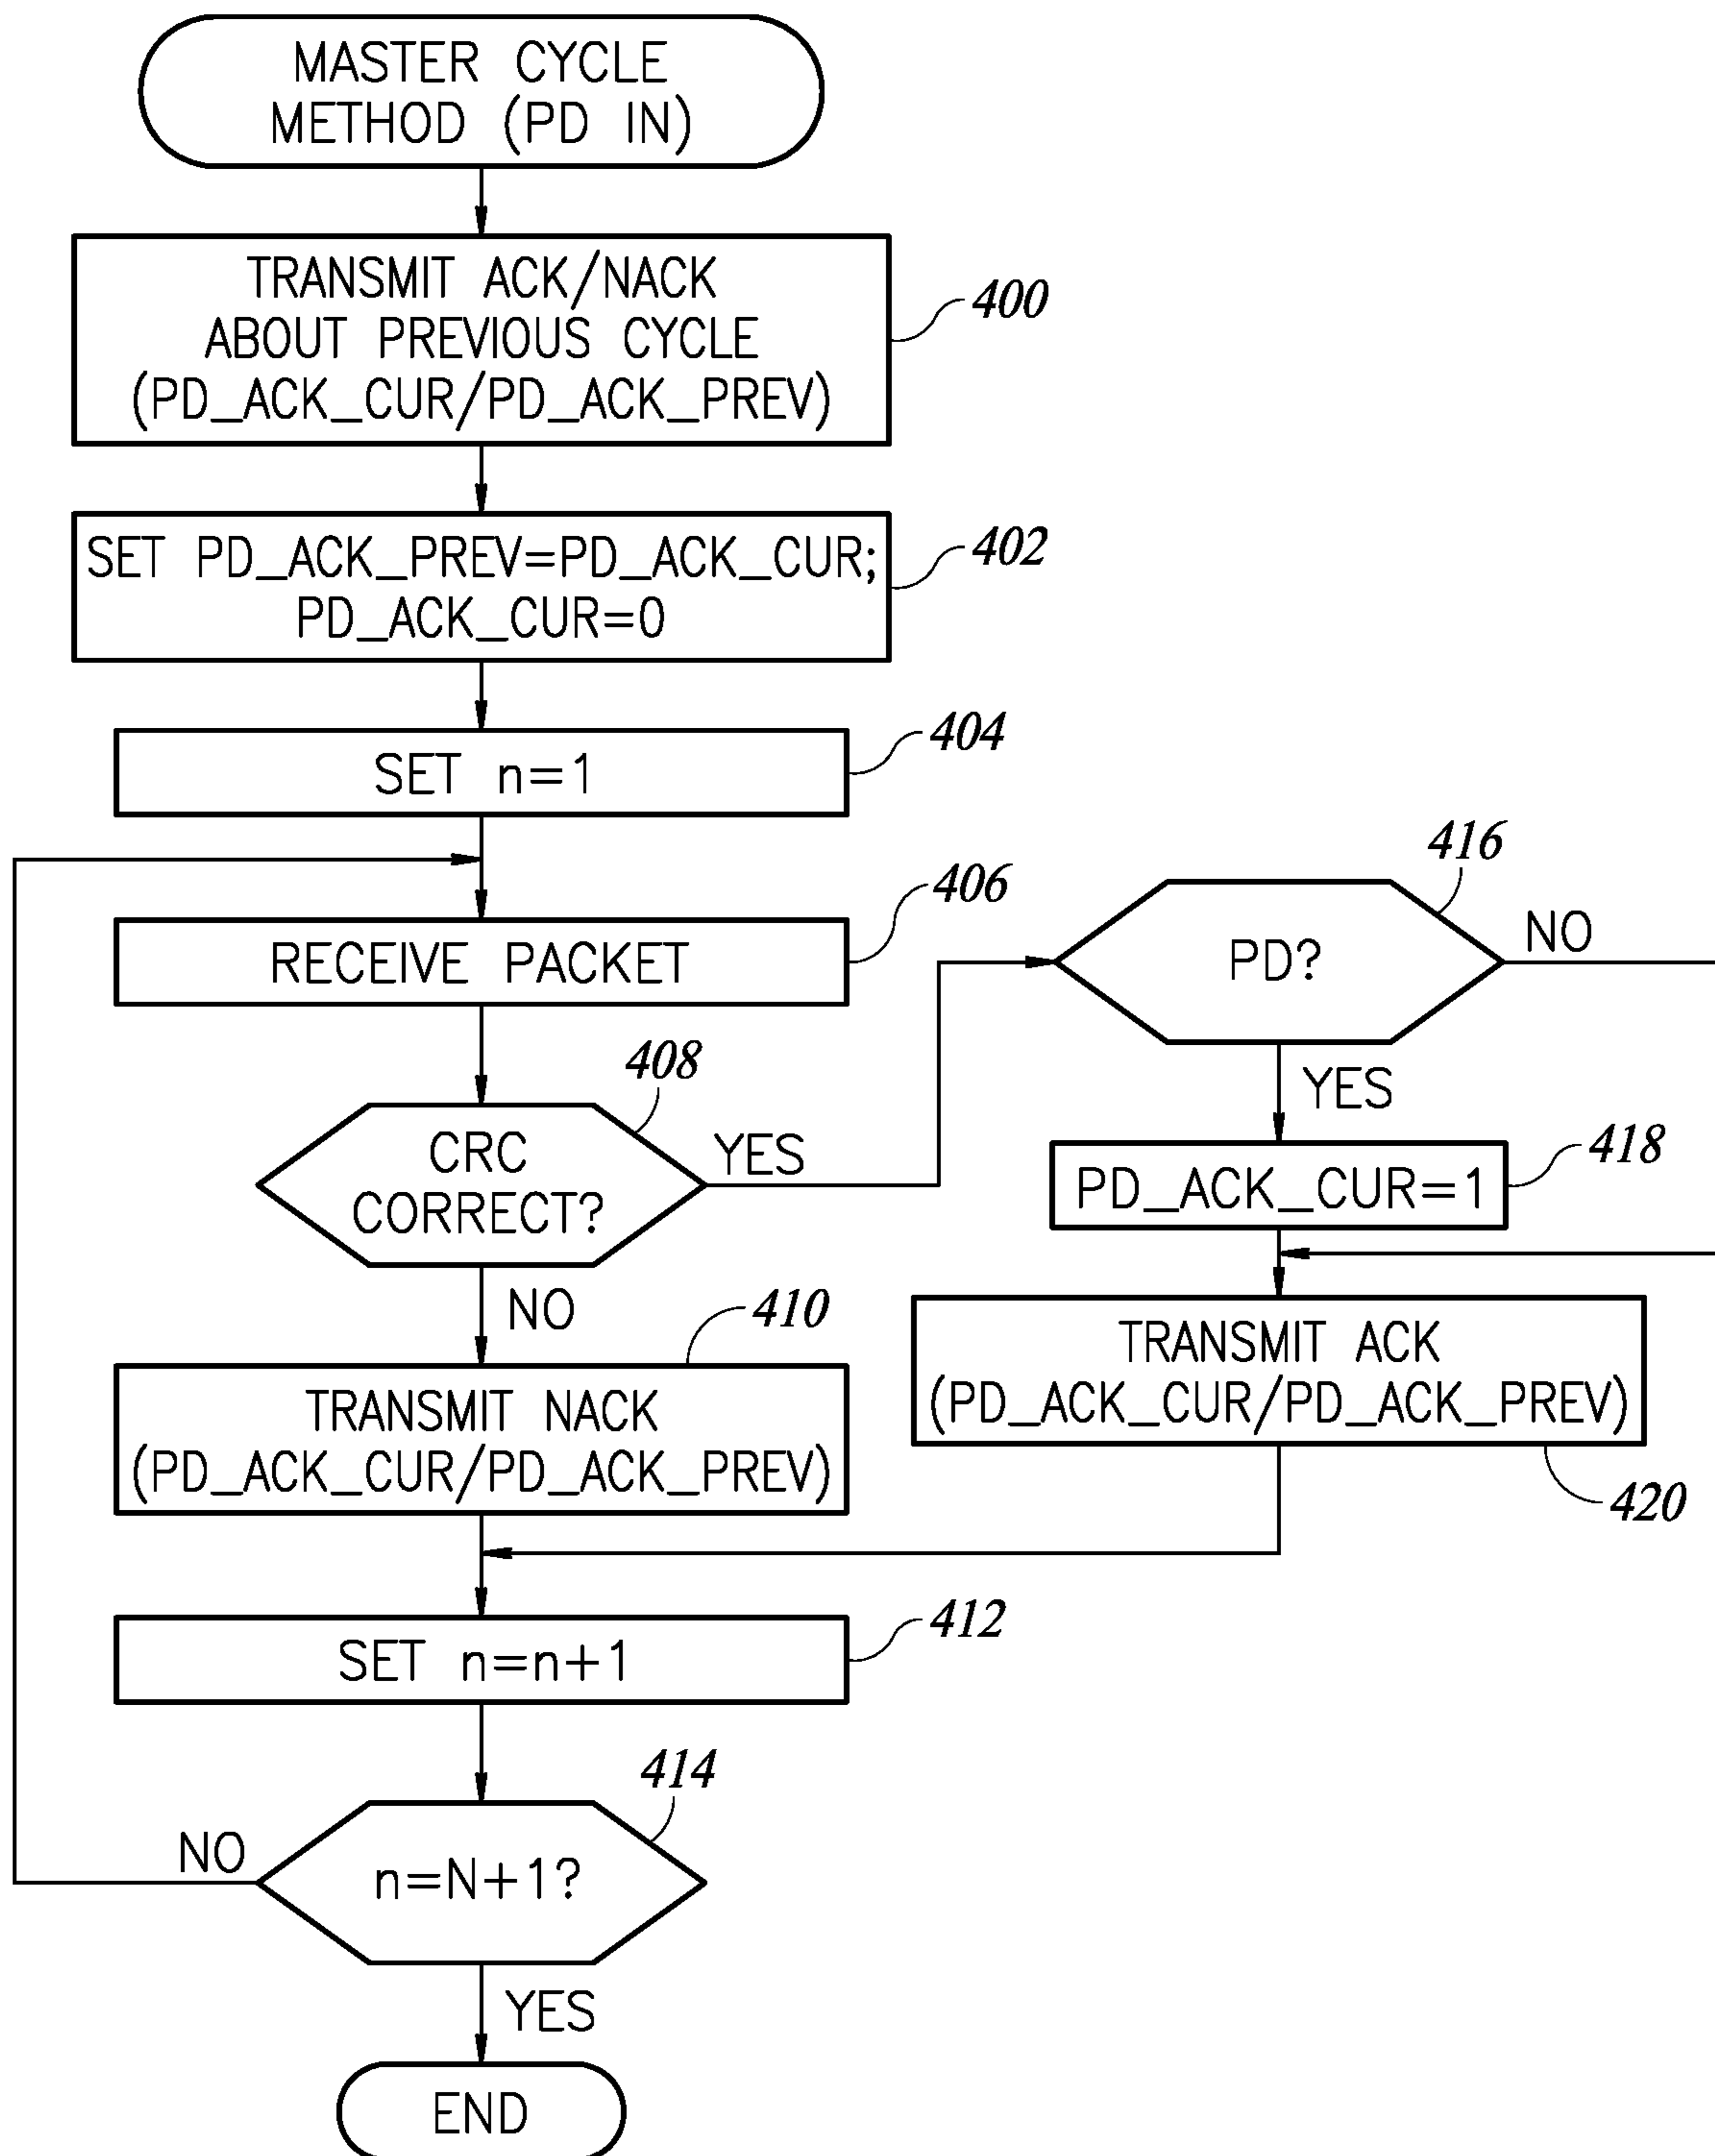 MASTER CYCLE
METHOD (PD IN)
TRANSMIT ACK/NACK
ABOUT PREVIOUS CYCLE
(PD_ACK_CUR/PD_ACK_PREV)
400
SET PD_ACK_PREV=PD_ACK_CUR;
PD_ACK_CUR=0
402
SET n=1
404
RECEIVE PACKET
406
CRC
CORRECT?
408
YES
NO
TRANSMIT NACK
(PD_ACK_CUR/PD_ACK_PREV)
410
PD?
416
NO
YES
PD_ACK_CUR=1
418
TRANSMIT ACK
(PD_ACK_CUR/PD_ACK_PREV)
420
SET n=n+1
412
n=N+1?
414
NO
YES
END